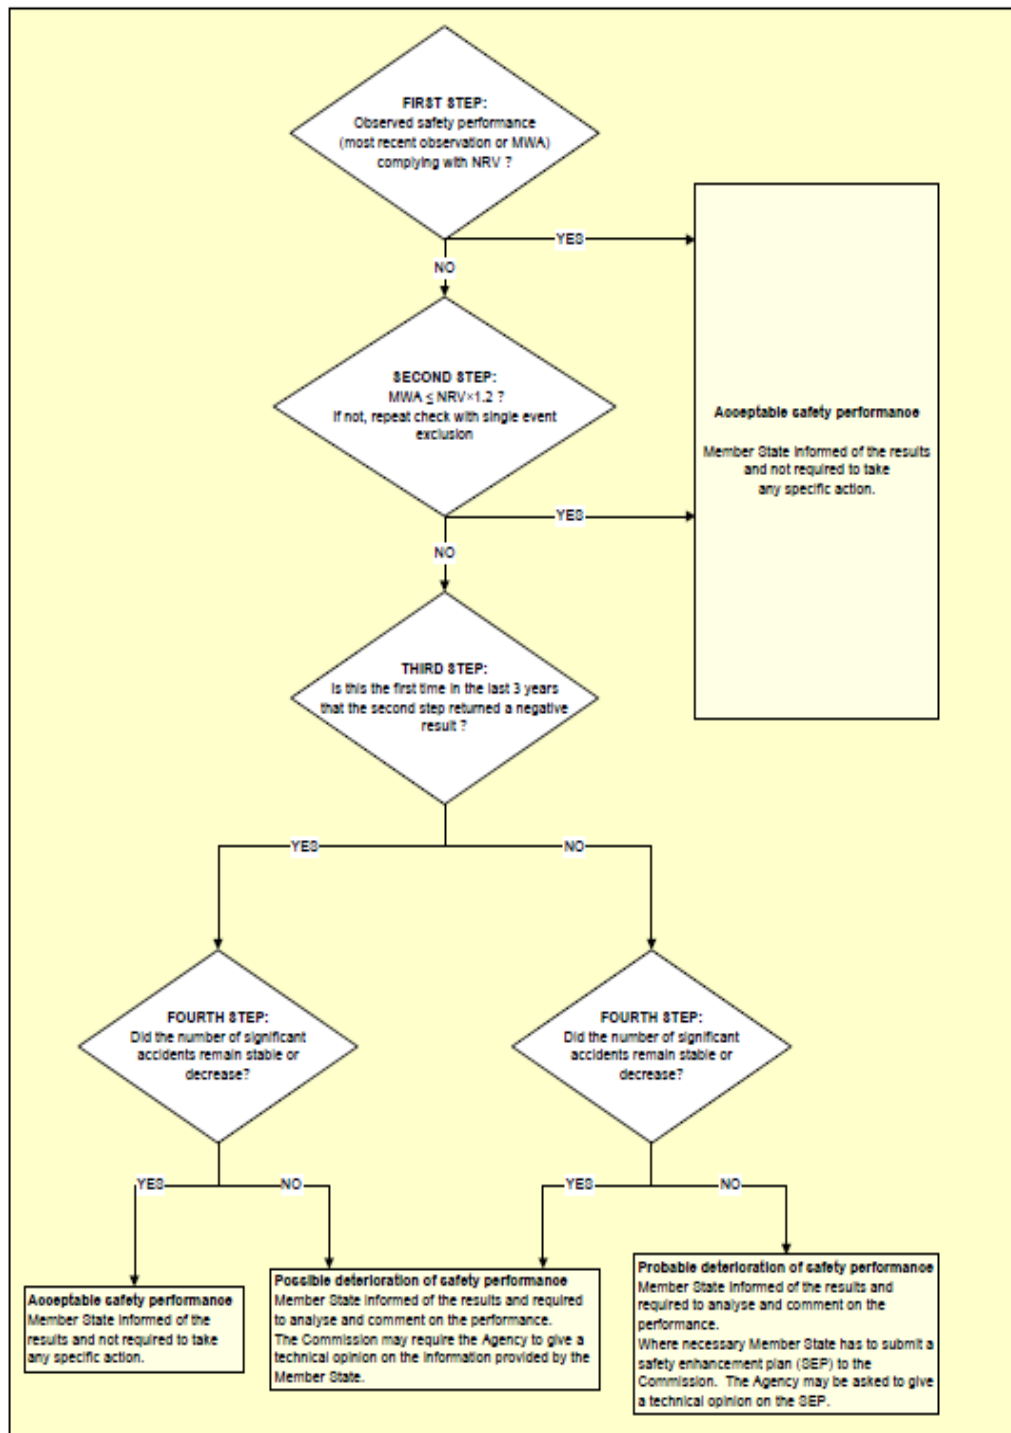 FIRST STEP:
Observed safety performance
(most recent observation or MWA)
complying with NRV ?
YES
NO
SECOND STEP:
MWA ≤ NRV×1.2 ?
If not, repeat check with single event
exclusion
Acceptable safety performance
Member State informed of the results
and not required to take
any specific action.
YES
NO
THIRD STEP:
Is this the first time in the last 3 years
that the second step returned a negative
result ?
YES
NO
FOURTH STEP:
Did the number of significant
accidents remain stable or
decrease?
FOURTH STEP:
Did the number of significant
accidents remain stable or
decrease?
YES
NO
YES
NO
Acceptable safety performance
Member State informed of the
results and not required to take
any specific action.
Possible deterioration of safety performance
Member State informed of the results and required
to analyse and comment on the performance.
The Commission may require the Agency to give a
technical opinion on the information provided by the
Member State.
Probable deterioration of safety performance
Member State informed of the results and
required to analyse and comment on the
performance.
Where necessary Member State has to submit a
safety enhancement plan (SEP) to the
Commission. The Agency may be asked to give
a technical opinion on the SEP.